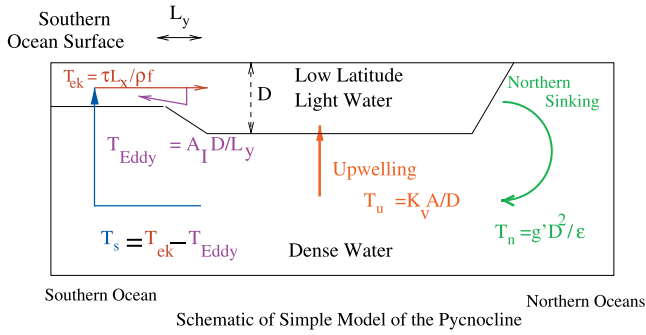 Southern
Ocean Surface
L_y
T_ek = τL_x/ρf
D
Low Latitude
Light Water
Northern
Sinking
T_Eddy = A_I D/L_y
Upwelling
T_u = K_v A/D
T_n = g'D^2/ε
T_s = T_ek − T_Eddy
Dense Water
Southern Ocean
Northern Oceans
Schematic of Simple Model of the Pycnocline